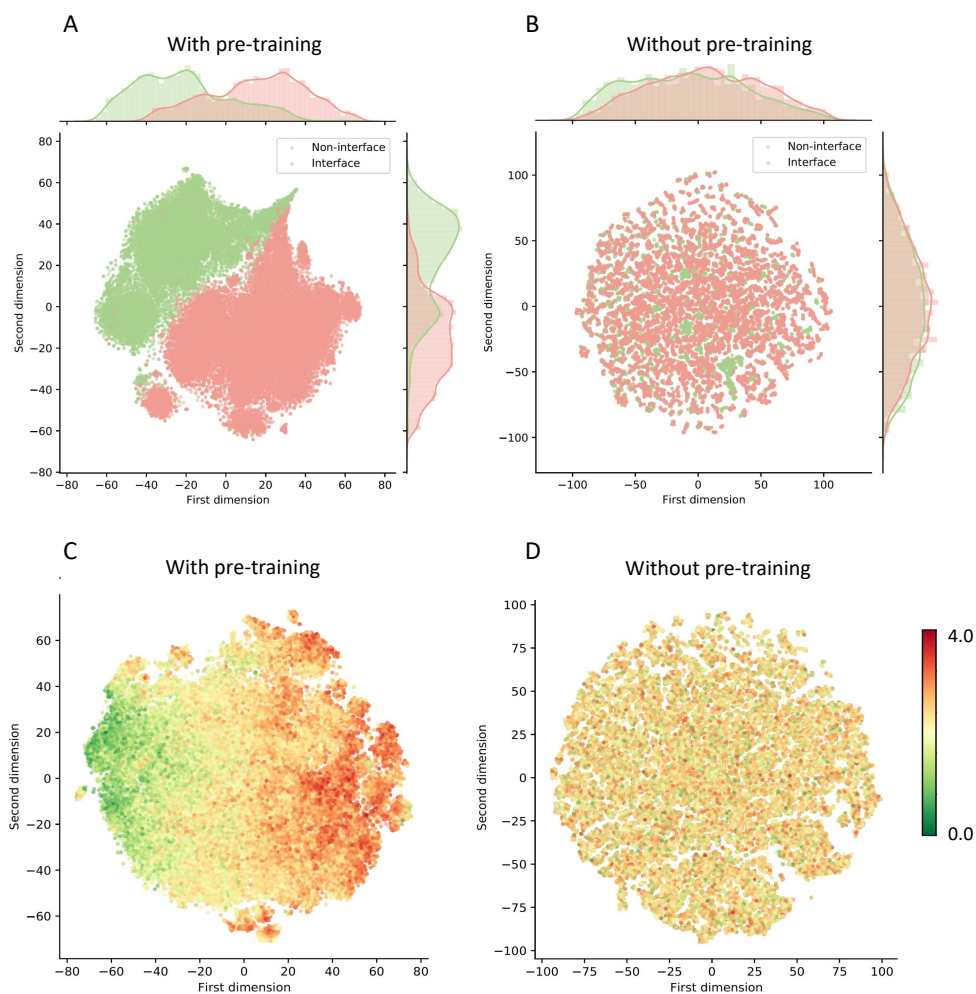 A
With pre-training
Non-interface
Interface
80
60
40
20
0
−20
−40
−60
−80
−80 −60 −40 −20 0 20 40 60 80
First dimension
Second dimension
B
Without pre-training
Non-interface
Interface
100
50
0
−50
−100
−100 −50 0 50 100
First dimension
Second dimension
C
With pre-training
60
40
20
0
−20
−40
−60
−80 −60 −40 −20 0 20 40 60 80
First dimension
Second dimension
D
Without pre-training
100
75
50
25
0
−25
−50
−75
−100
−100 −75 −50 −25 0 25 50 75 100
First dimension
Second dimension
4.0
0.0